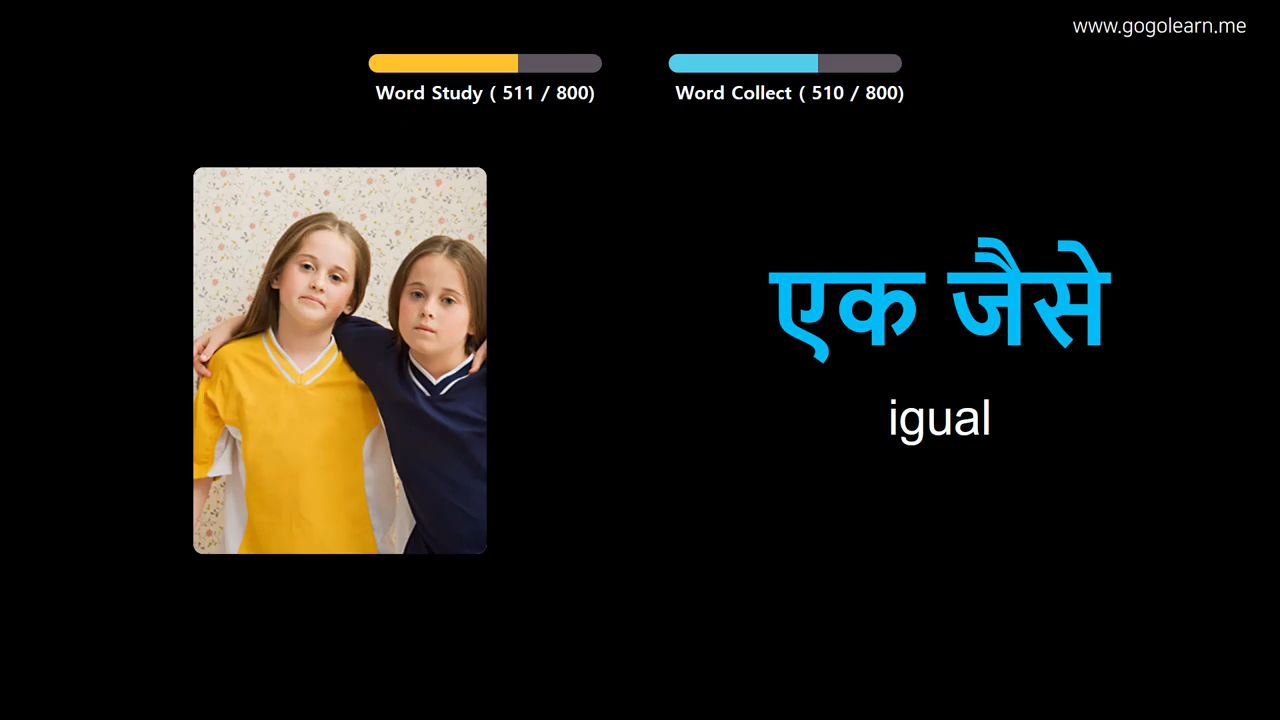 www.gogolearn.me
Word Study ( 511 / 800)
Word Collect ( 510 / 800)
एक जैसे
igual